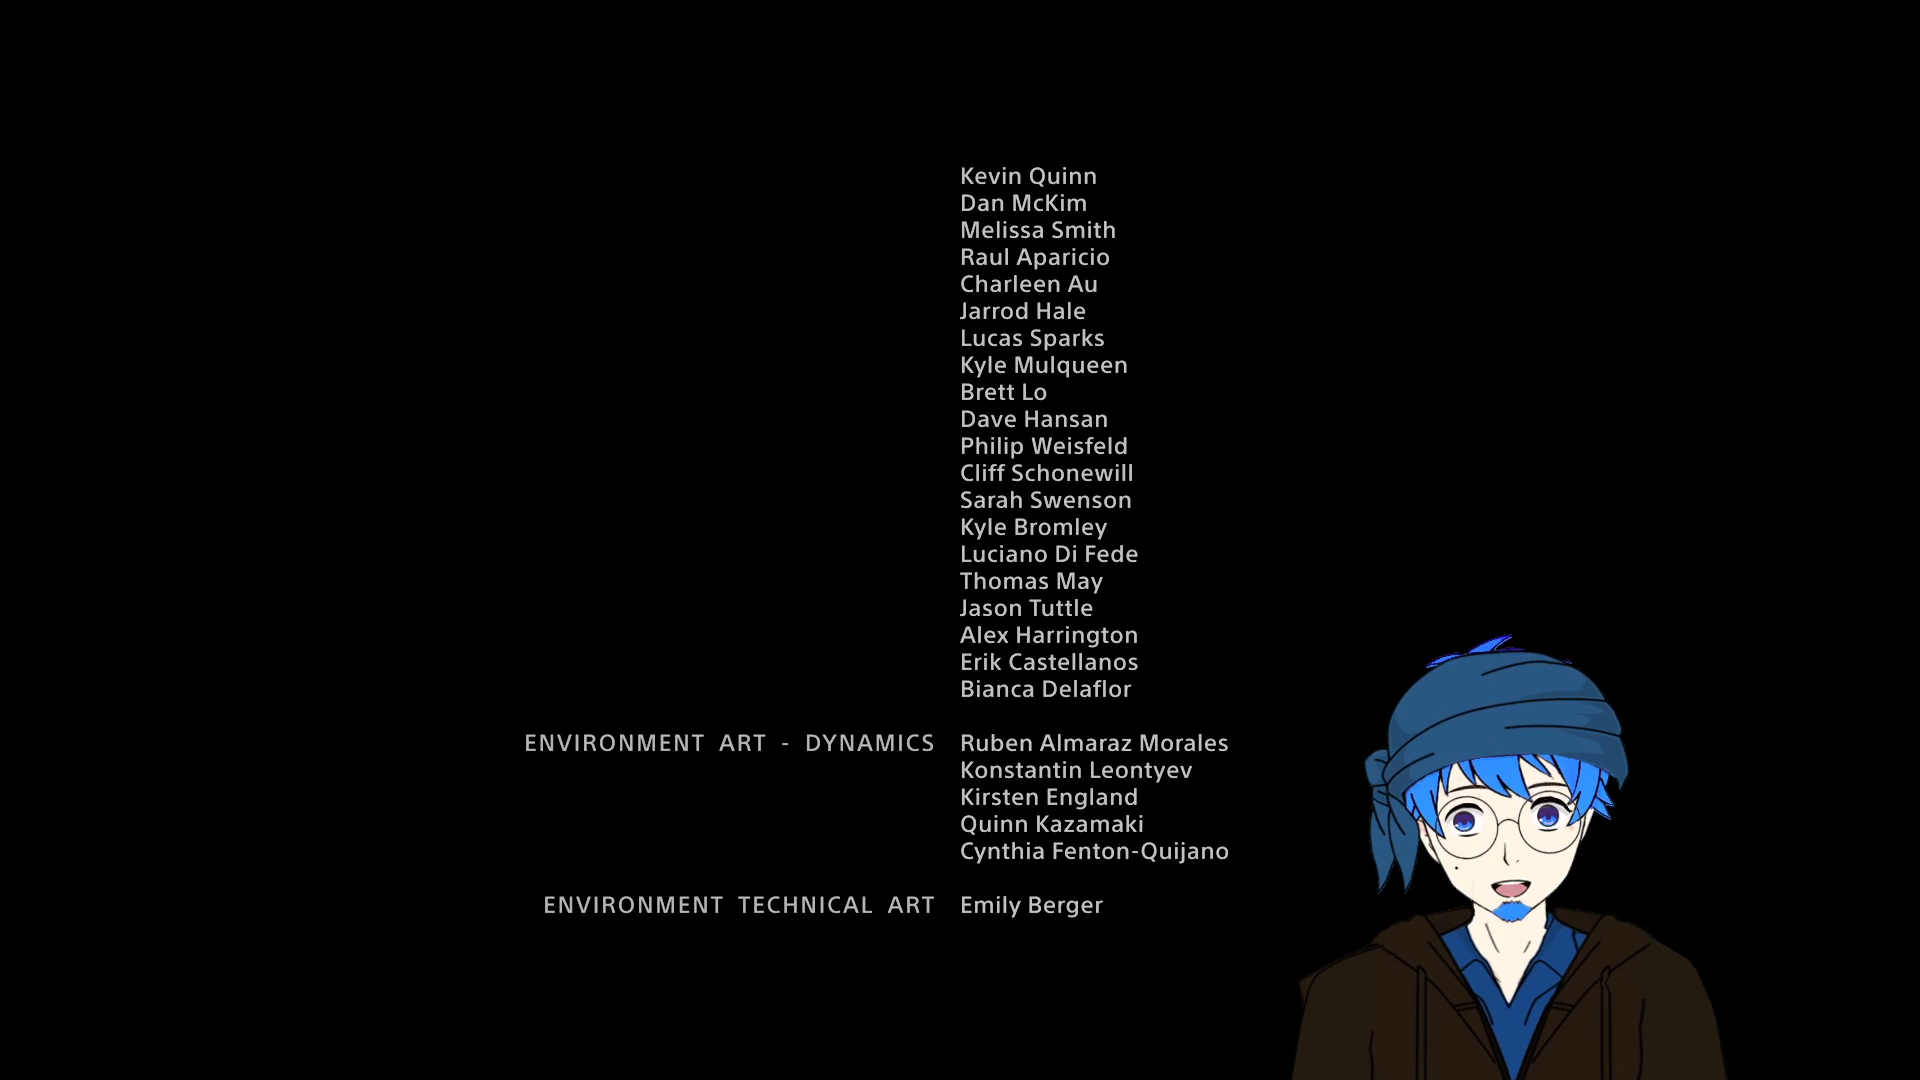 Kevin Quinn
Dan McKim
Melissa Smith
Raul Aparicio
Charleen Au
Jarrod Hale
Lucas Sparks
Kyle Mulqueen
Brett Lo
Dave Hansan
Philip Weisfeld
Cliff Schonewill
Sarah Swenson
Kyle Bromley
Luciano Di Fede
Thomas May
Jason Tuttle
Alex Harrington
Erik Castellanos
Bianca Delaflor
ENVIRONMENT ART - DYNAMICS Ruben Almaraz Morales
Konstantin Leontyev
Kirsten England
Quinn Kazamaki
Cynthia Fenton-Quijano
ENVIRONMENT TECHNICAL ART Emily Berger